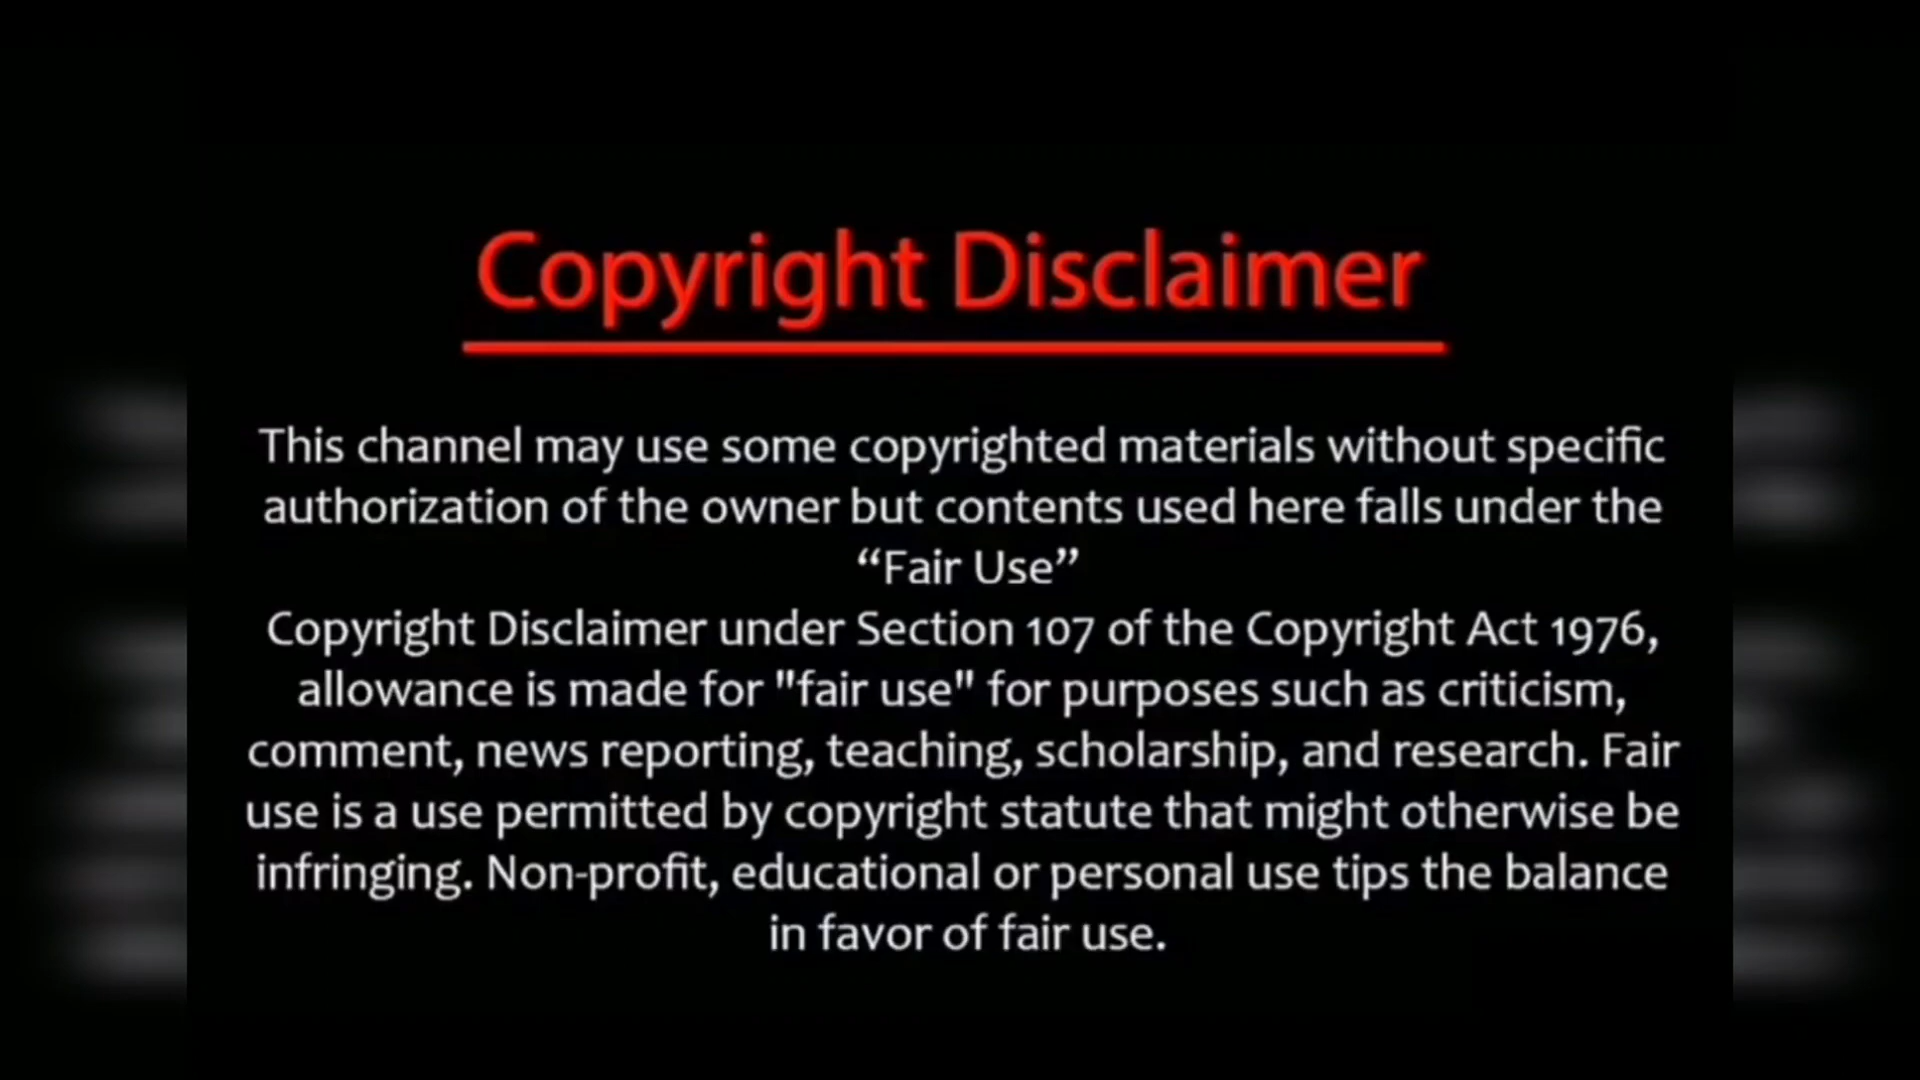 Copyright Disclaimer
This channel may use some copyrighted materials without specific
authorization of the owner but contents used here falls under the
“Fair Use”
Copyright Disclaimer under Section 107 of the Copyright Act 1976,
allowance is made for "fair use" for purposes such as criticism,
comment, news reporting, teaching, scholarship, and research. Fair
use is a use permitted by copyright statute that might otherwise be
infringing. Non-profit, educational or personal use tips the balance
in favor of fair use.